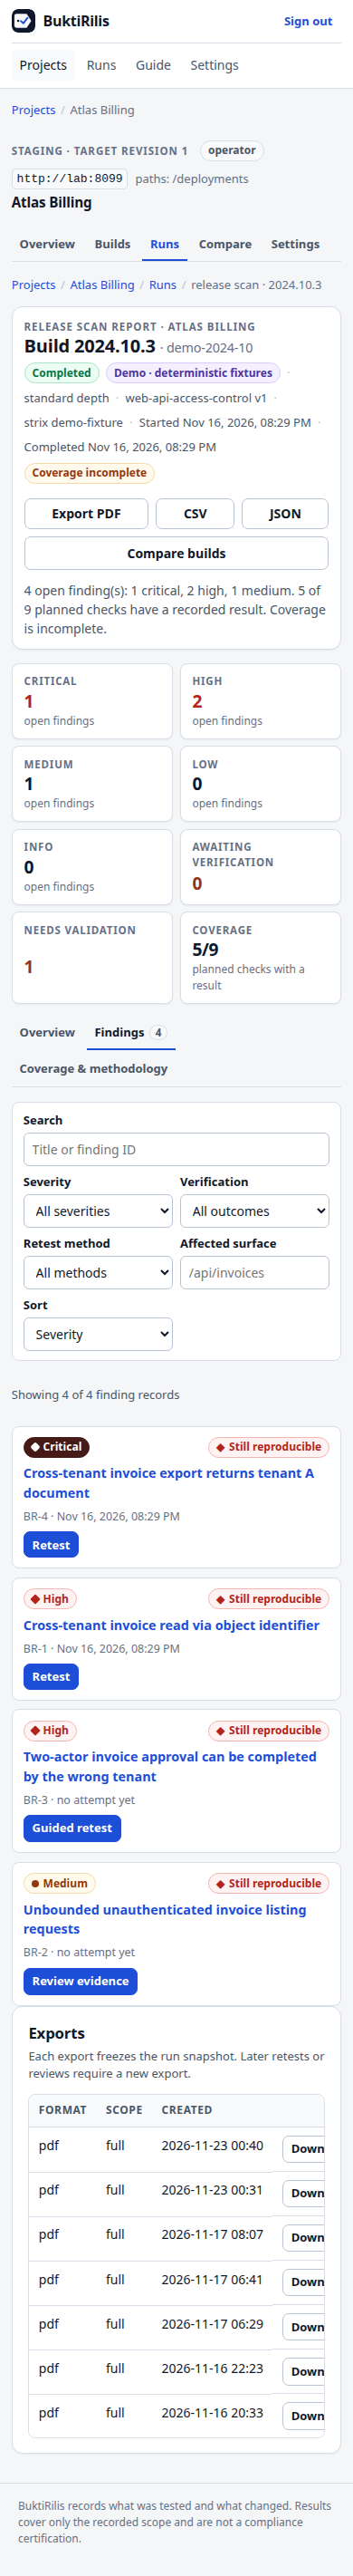 BuktiRilis
Sign out
Projects
Runs
Guide
Settings
Projects / Atlas Billing
STAGING · TARGET REVISION 1
operator
http://lab:8099
paths: /deployments
Atlas Billing
Overview
Builds
Runs
Compare
Settings
Projects / Atlas Billing / Runs / release scan · 2024.10.3
RELEASE SCAN REPORT · ATLAS BILLING
Build 2024.10.3 · demo-2024-10
Completed
Demo · deterministic fixtures ·
standard depth · web-api-access-control v1 ·
strix demo-fixture · Started Nov 16, 2026, 08:29 PM ·
Completed Nov 16, 2026, 08:29 PM
Coverage incomplete
Export PDF
CSV
JSON
Compare builds
4 open finding(s): 1 critical, 2 high, 1 medium. 5 of
9 planned checks have a recorded result. Coverage
is incomplete.
CRITICAL
1
open findings
HIGH
2
open findings
MEDIUM
1
open findings
LOW
0
open findings
INFO
0
open findings
AWAITING
VERIFICATION
0
NEEDS VALIDATION
1
COVERAGE
5/9
planned checks with a
result
Overview
Findings 4
Coverage & methodology
Search
Title or finding ID
Severity
All severities
Verification
All outcomes
Retest method
All methods
Affected surface
/api/invoices
Sort
Severity
Showing 4 of 4 finding records
Critical
Still reproducible
Cross-tenant invoice export returns tenant A
document
BR-4 · Nov 16, 2026, 08:29 PM
Retest
High
Still reproducible
Cross-tenant invoice read via object identifier
BR-1 · Nov 16, 2026, 08:29 PM
Retest
High
Still reproducible
Two-actor invoice approval can be completed
by the wrong tenant
BR-3 · no attempt yet
Guided retest
Medium
Still reproducible
Unbounded unauthenticated invoice listing
requests
BR-2 · no attempt yet
Review evidence
Exports
Each export freezes the run snapshot. Later retests or
reviews require a new export.
FORMAT SCOPE CREATED
pdf full 2026-11-23 00:40 Down
pdf full 2026-11-23 00:31 Down
pdf full 2026-11-17 08:07 Down
pdf full 2026-11-17 06:41 Down
pdf full 2026-11-17 06:29 Down
pdf full 2026-11-16 22:23 Down
pdf full 2026-11-16 20:33 Down
BuktiRilis records what was tested and what changed. Results
cover only the recorded scope and are not a compliance
certification.